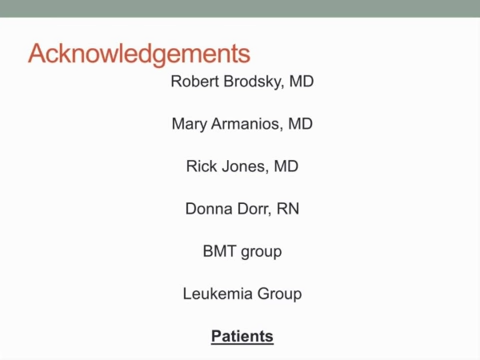 Acknowledgements
Robert Brodsky, MD
Mary Armanios, MD
Rick Jones, MD
Donna Dorr, RN
BMT group
Leukemia Group
Patients